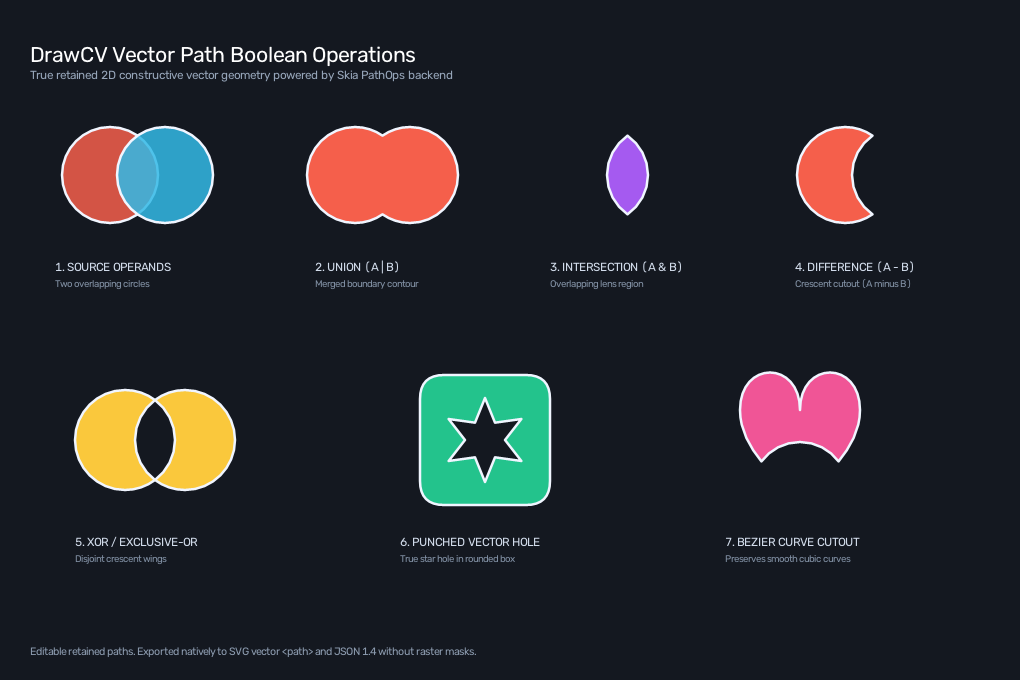 DrawCV Vector Path Boolean Operations
True retained 2D constructive vector geometry powered by Skia PathOps backend
1. SOURCE OPERANDS
Two overlapping circles
2. UNION (A | B)
Merged boundary contour
3. INTERSECTION (A & B)
Overlapping lens region
4. DIFFERENCE (A - B)
Crescent cutout (A minus B)
5. XOR / EXCLUSIVE-OR
Disjoint crescent wings
6. PUNCHED VECTOR HOLE
True star hole in rounded box
7. BEZIER CURVE CUTOUT
Preserves smooth cubic curves
Editable retained paths. Exported natively to SVG vector <path> and JSON 1.4 without raster masks.